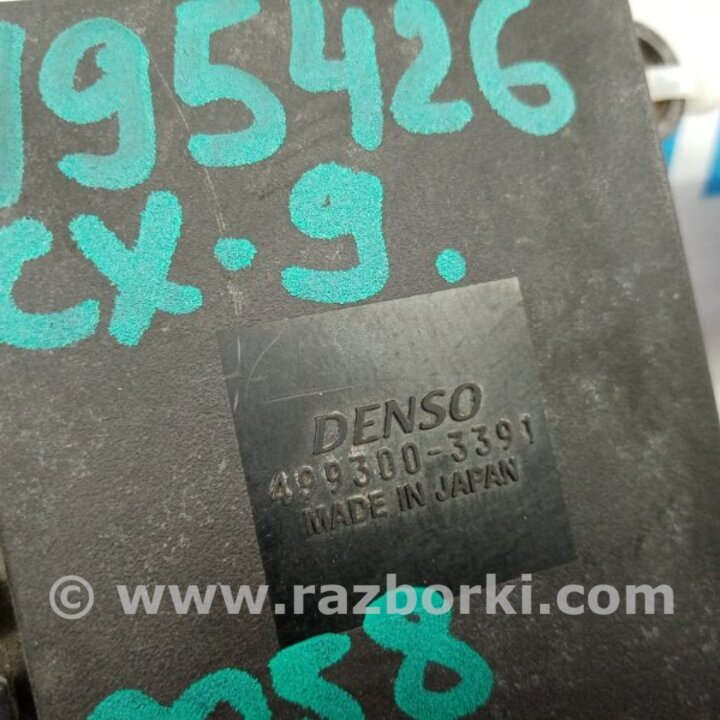 195426
CX-9.
DENSO
499300-3391
MADE IN JAPAN
© www.razborki.com